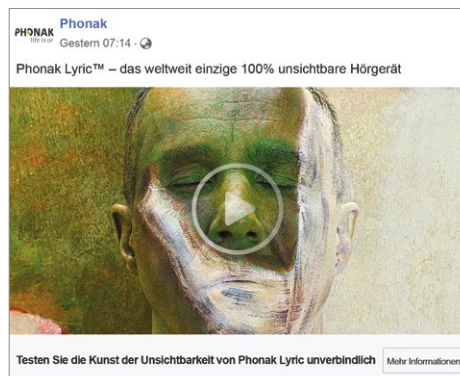 PHONAK
life is on
Phonak
Gestern 07:14 ·
Phonak Lyric™ – das weltweit einzige 100% unsichtbare Hörgerät
Testen Sie die Kunst der Unsichtbarkeit von Phonak Lyric unverbindlich
Mehr Informationen